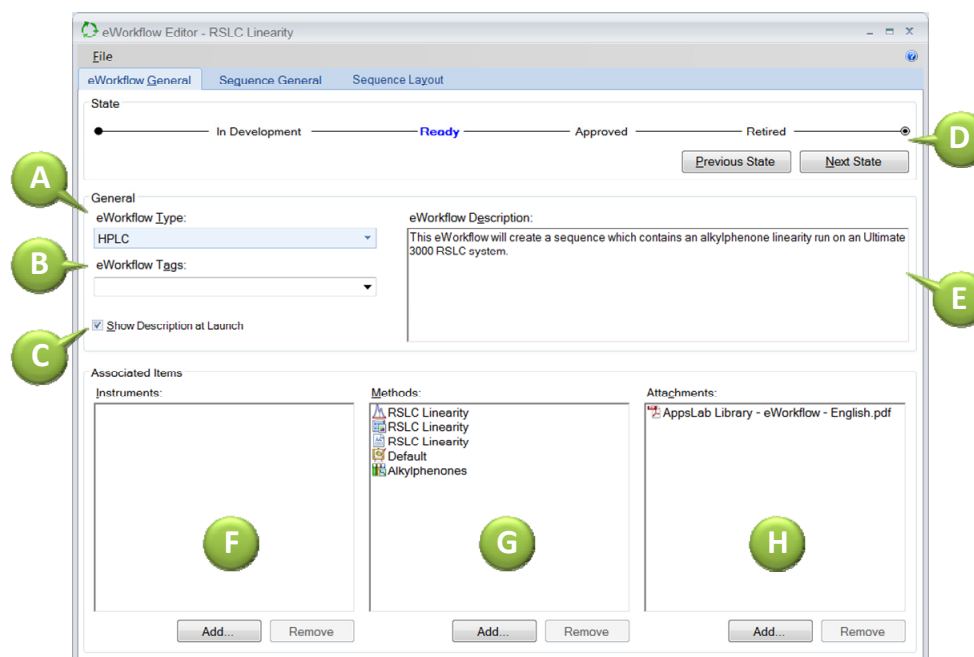 eWorkflow Editor - RSLC Linearity
File
eWorkflow General Sequence General Sequence Layout
State
In Development Ready Approved Retired
D
Previous State Next State
A
General
eWorkflow Type:
HPLC
B
eWorkflow Tags:
C
Show Description at Launch
eWorkflow Description:
This eWorkflow will create a sequence which contains an alkylphenone linearity run on an Ultimate
3000 RSLC system.
E
Associated Items
Instruments:
F
Add... Remove
Methods:
RSLC Linearity
RSLC Linearity
RSLC Linearity
Default
Alkylphenones
G
Add... Remove
Attachments:
AppsLab Library - eWorkflow - English.pdf
H
Add... Remove